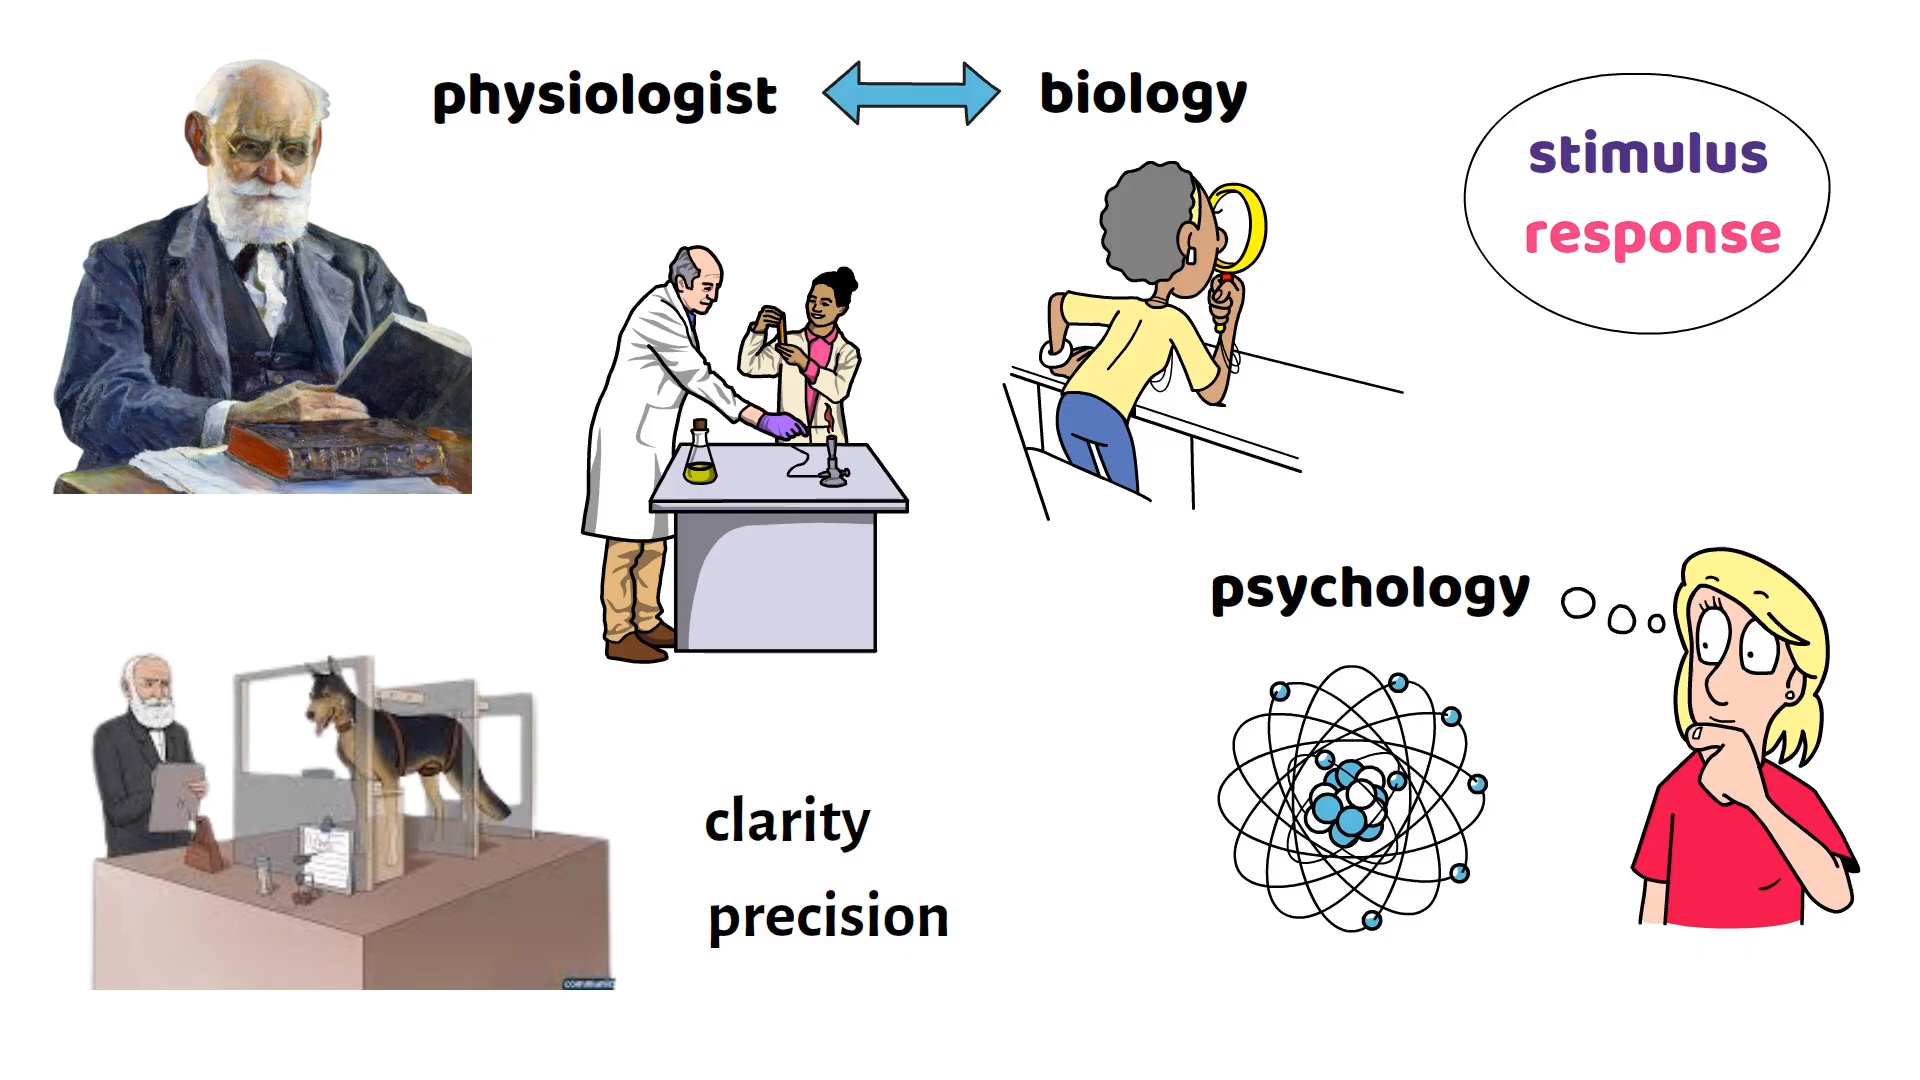 physiologist
biology
stimulus
response
psychology
clarity
precision